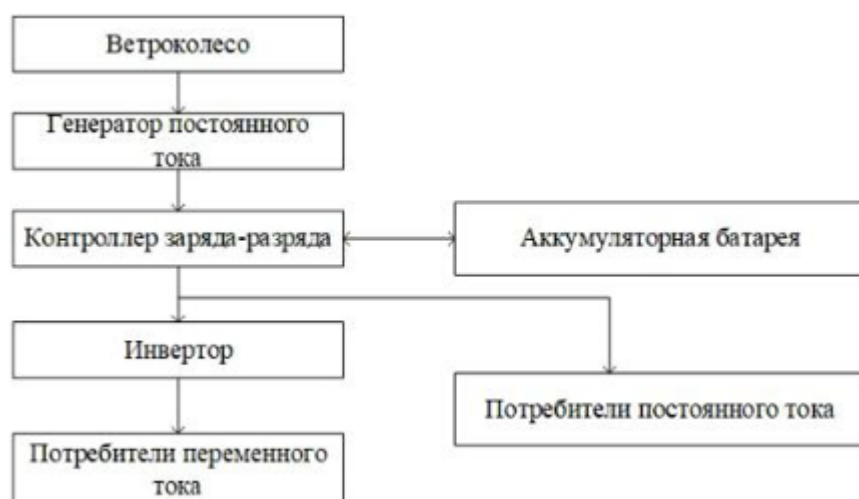 Ветроколесо
Генератор постоянного
тока
Контроллер заряда-разряда
Аккумуляторная батарея
Инвертор
Потребители постоянного тока
Потребители переменного
тока